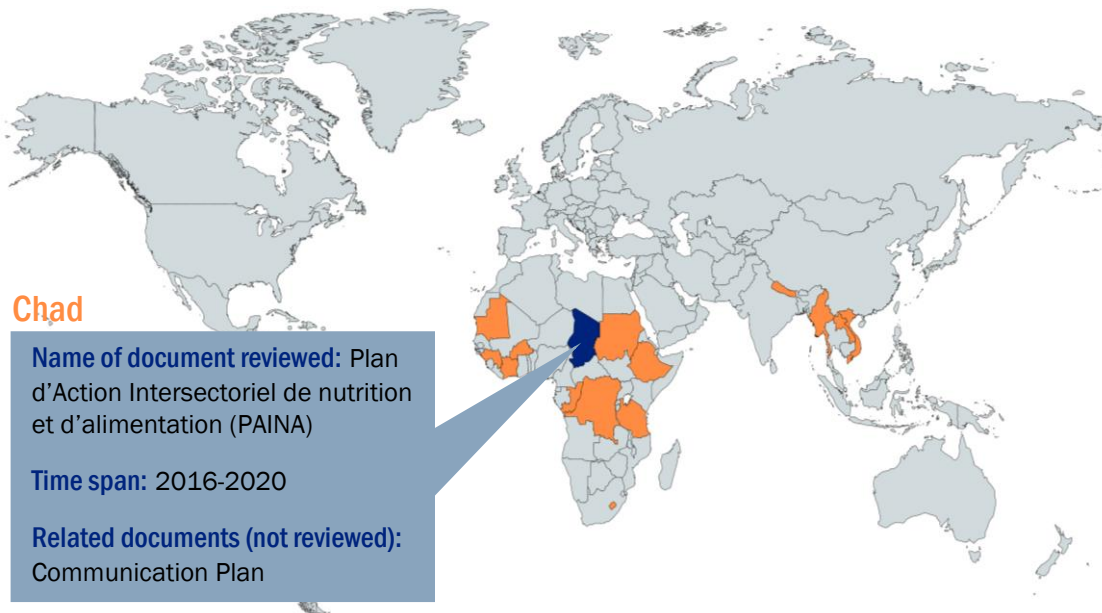 Chad
Name of document reviewed: Plan
d’Action Intersectoriel de nutrition
et d’alimentation (PAINA)
Time span: 2016-2020
Related documents (not reviewed):
Communication Plan